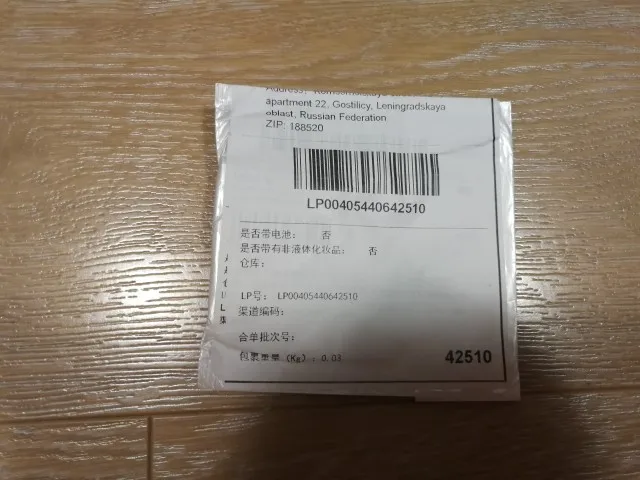 Address:
apartment 22, Gostilicy, Leningradskaya
oblast, Russian Federation
ZIP: 188520
LP00405440642510
是否带电池： 否
是否带有非液体化妆品： 否
仓库：
LP号： LP00405440642510
渠道编码：
合单批次号：
包裹重量（Kg）：0.03
42510